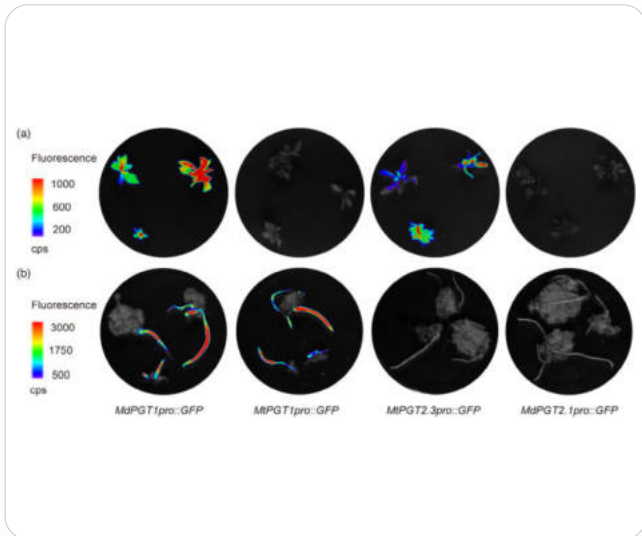 (a)
Fluorescence
1000
600
200
cps
(b)
Fluorescence
3000
1750
500
cps
MdPGT1pro::GFP MtPGT1pro::GFP MtPGT2.3pro::GFP MdPGT2.1pro::GFP